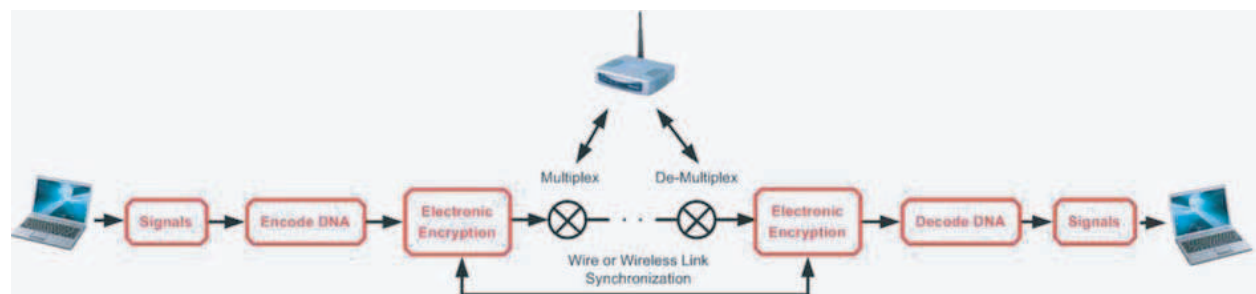 Multiplex
De-Multiplex
Signals
Encode DNA
Electronic
Encryption
Electronic
Encryption
Decode DNA
Signals
Wire or Wireless Link
Synchronization